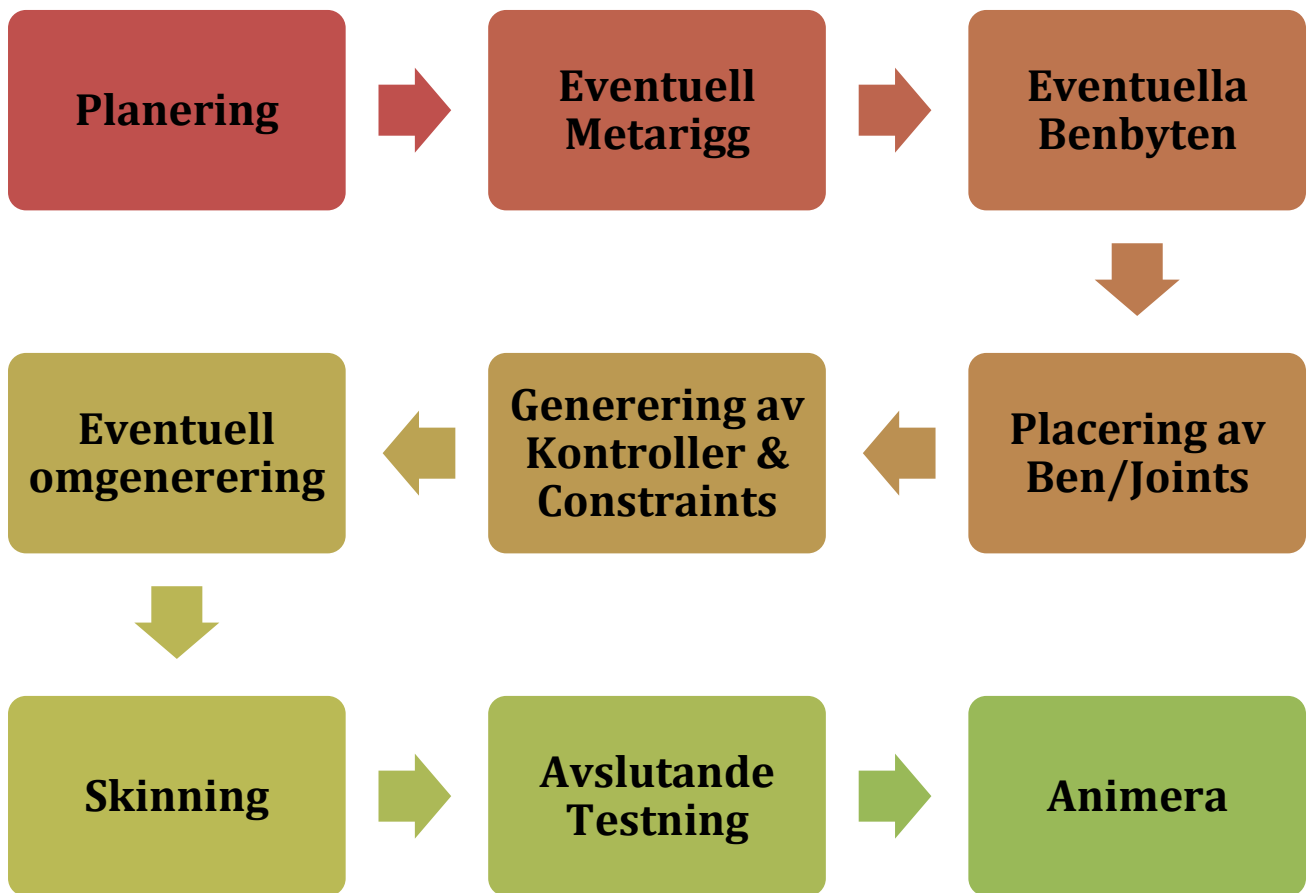 Planering
Eventuell
Metarigg
Eventuella
Benbyten
Placering av
Ben/Joints
Generering av
Kontroller &
Constraints
Eventuell
omgenerering
Skinning
Avslutande
Testning
Animera